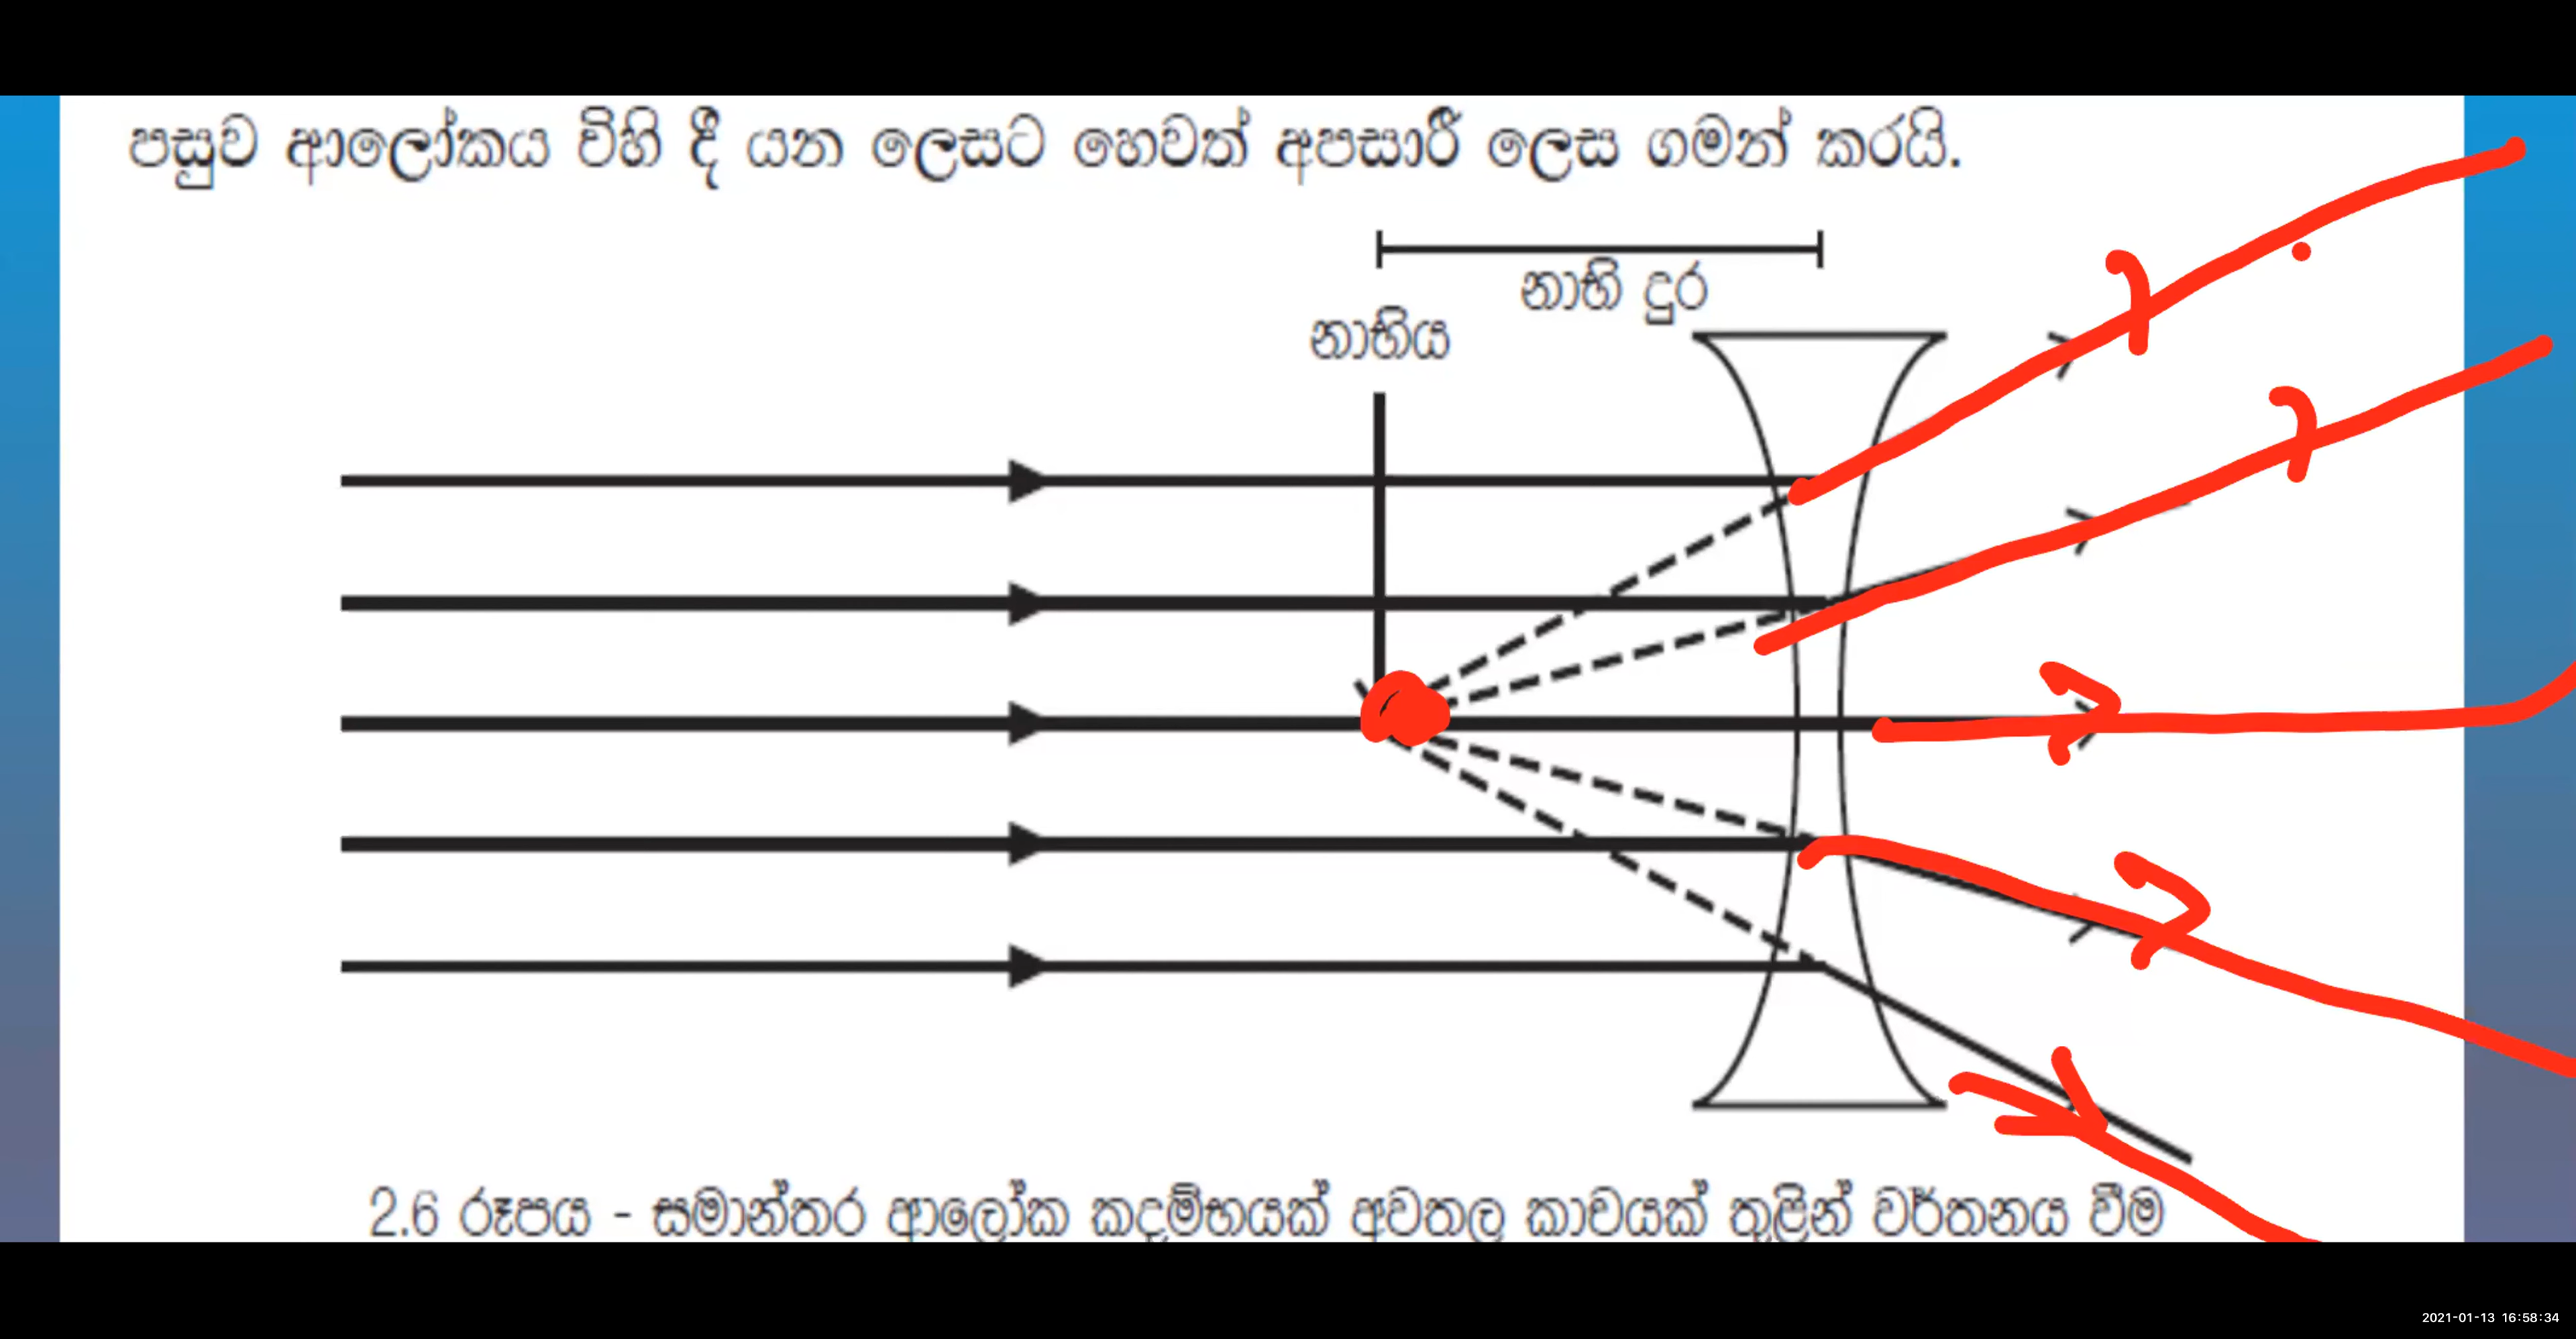 පසුව ආලෝකය විහි දී යන ලෙසට හෙවත් අපසාරී ලෙස ගමන් කරයි.
නාභි දුර
නාභිය
2.6 රූපය - සමාන්තර ආලෝක කදම්භයක් අවතල කාචයක් තුළින් වර්තනය වීම
2021-01-13 16:58:34